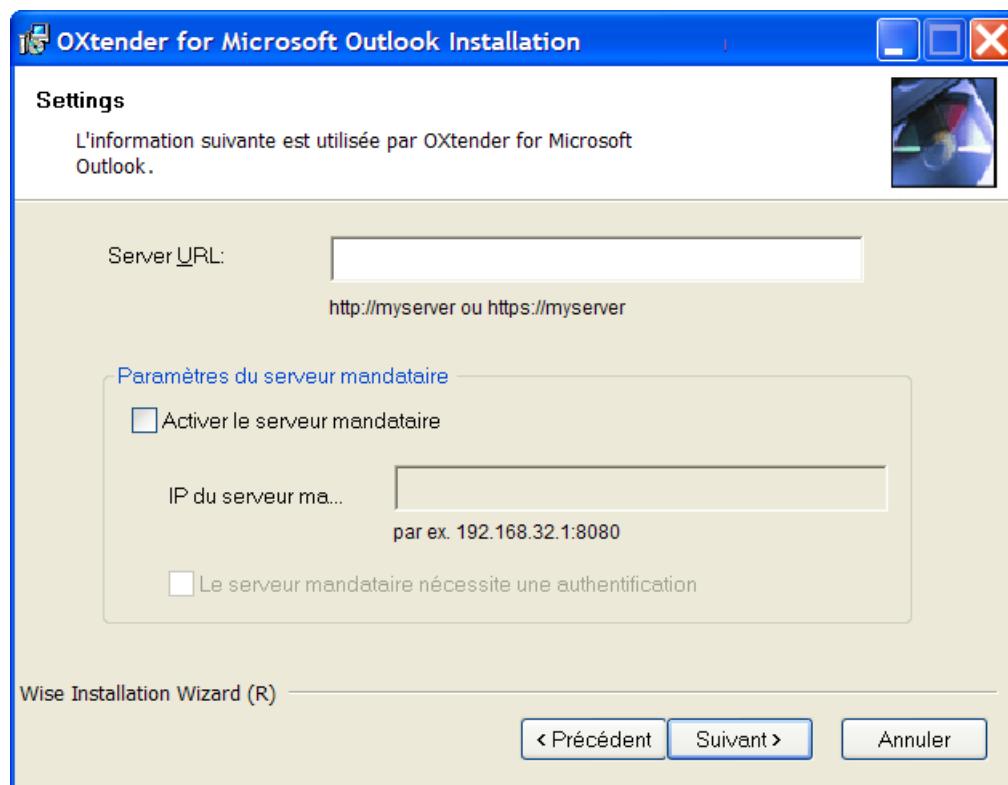 OXtender for Microsoft Outlook Installation
Settings
L'information suivante est utilisée par OXtender for Microsoft
Outlook.
Server URL:
http://myserver ou https://myserver
Paramètres du serveur mandataire
Activer le serveur mandataire
IP du serveur ma...
par ex. 192.168.32.1:8080
Le serveur mandataire nécessite une authentification
Wise Installation Wizard (R)
< Précédent
Suivant >
Annuler